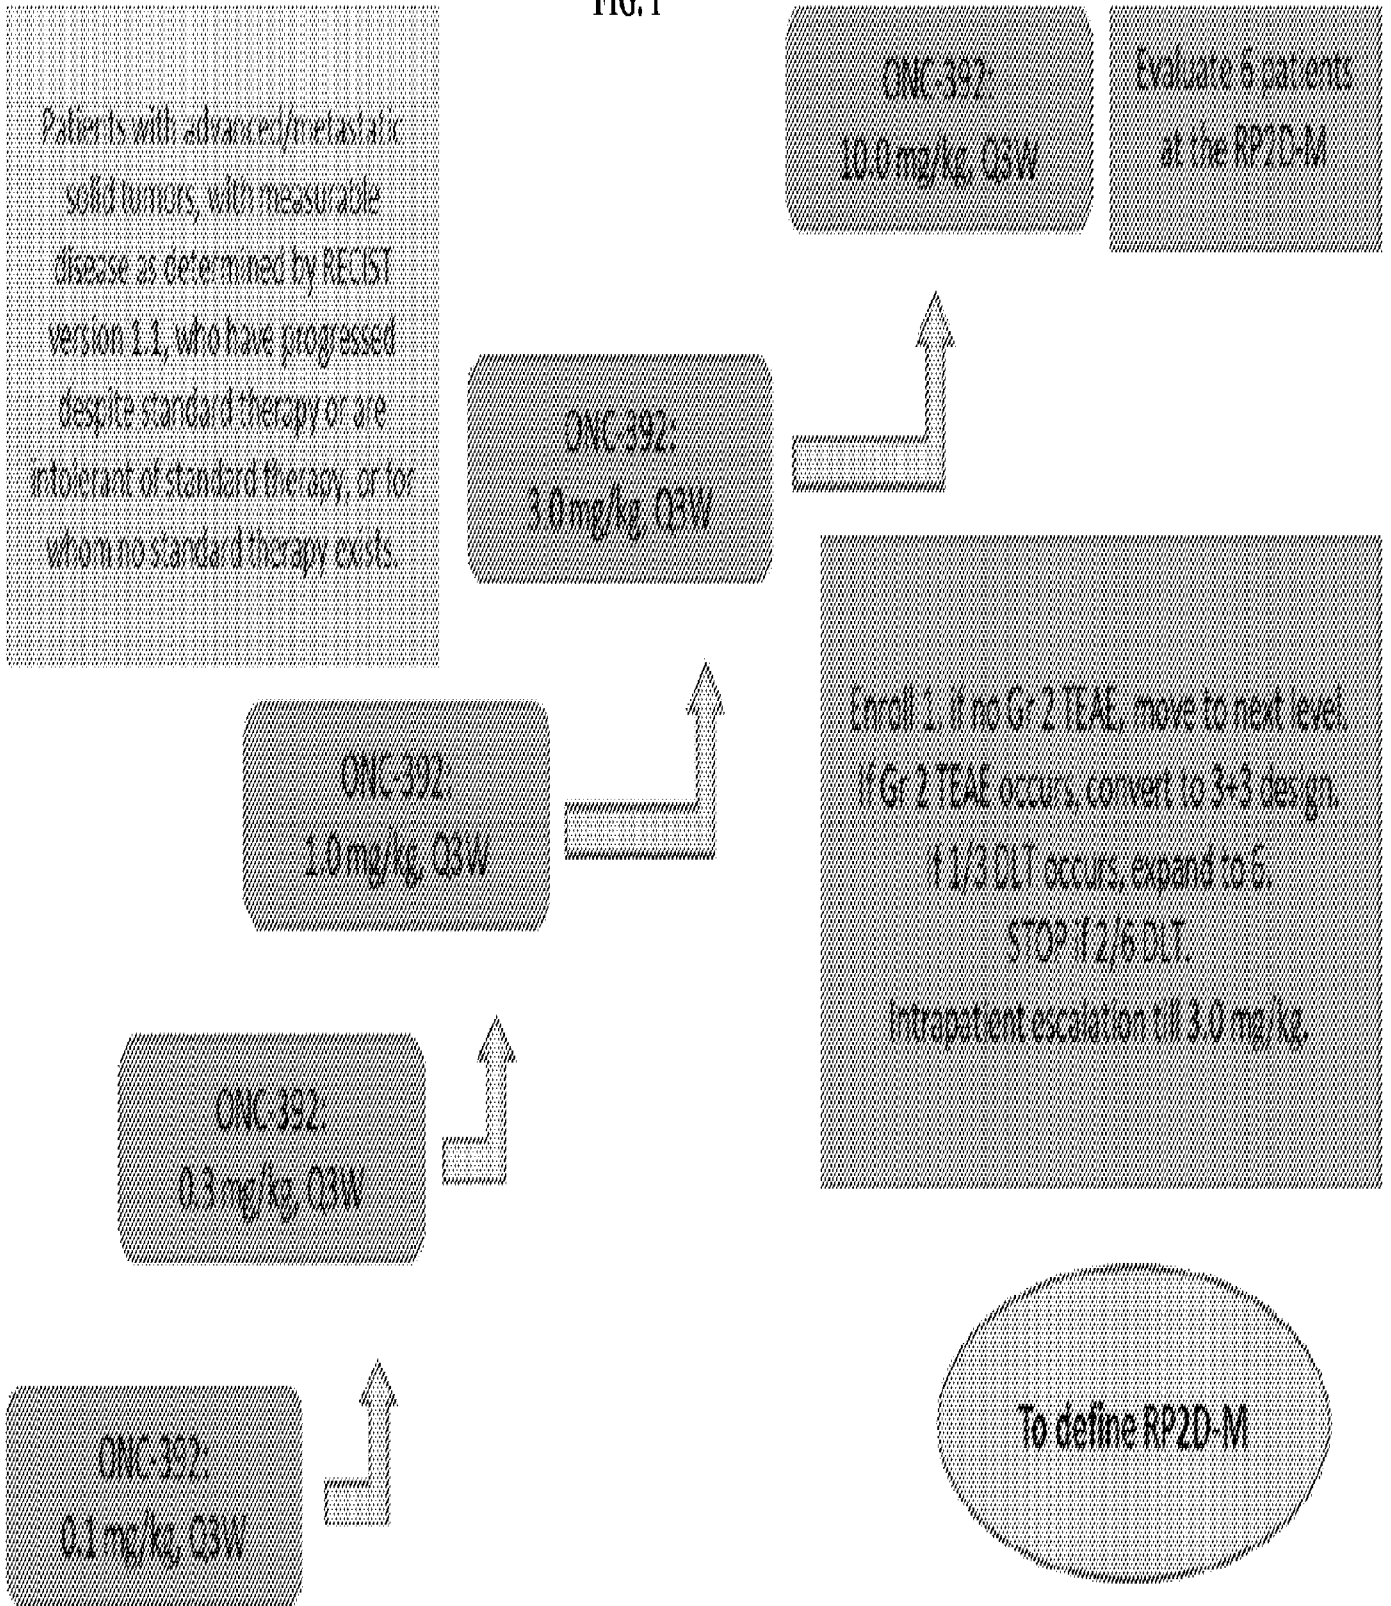 FIG. 1
Patients with advanced/metastatic
solid tumors, with measurable
disease as determined by RECIST
version 1.1, who have progressed
despite standard therapy or are
intolerant of standard therapy, or for
whom no standard therapy exists.
ONC-392:
10.0 mg/kg, Q3W
Evaluate 6 patients
at the RP2D-M
ONC-392:
3.0 mg/kg, Q3W
ONC-392:
1.0 mg/kg, Q3W
Enroll 1, if no Gr 2 TEAE, move to next level.
If Gr 2 TEAE occurs, convert to 3+3 design.
If 1/3 DLT occurs, expand to 6.
STOP if 2/6 DLT.
Intrapatient escalation till 3.0 mg/kg.
ONC-392:
0.3 mg/kg, Q3W
ONC-392:
0.1 mg/kg, Q3W
To define RP2D-M